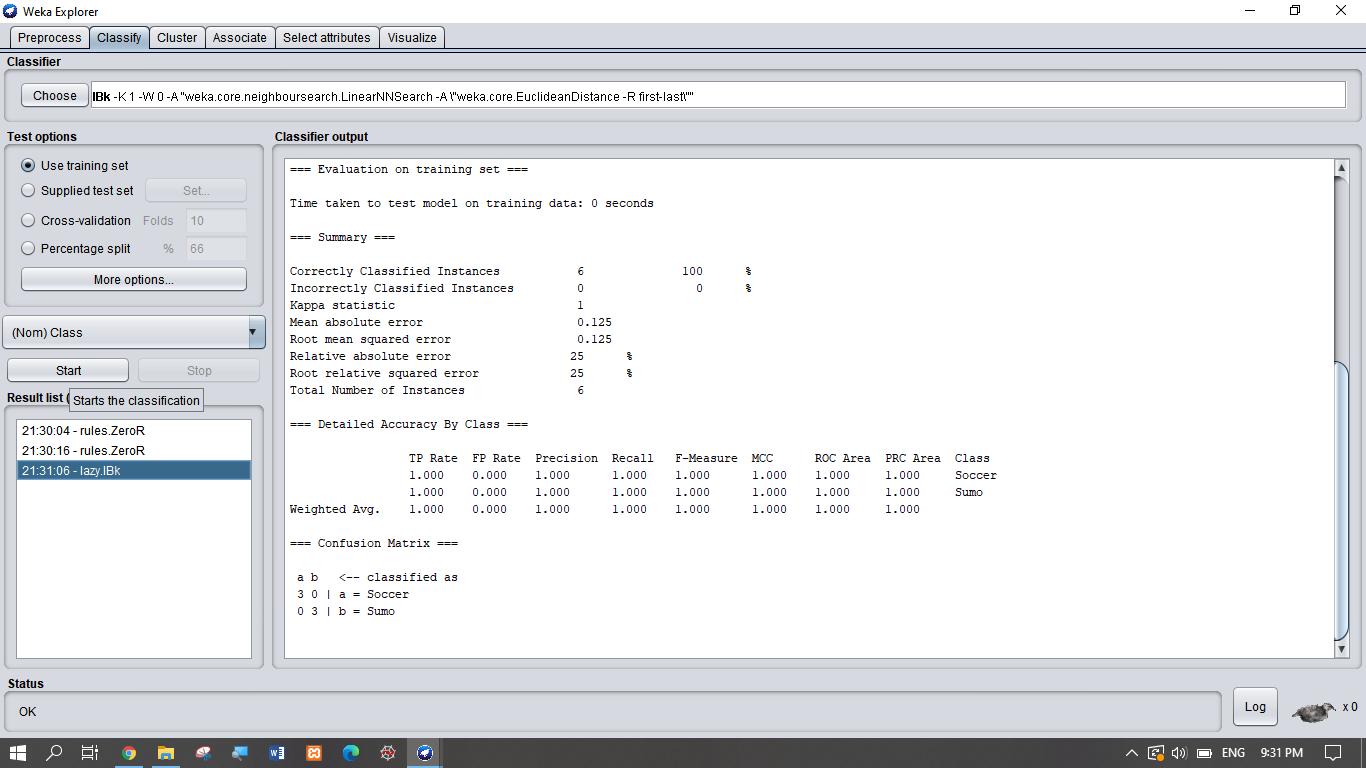 Weka Explorer
Preprocess Classify Cluster Associate Select attributes Visualize
Classifier
Choose IBk -K 1 -W 0 -A "weka.core.neighboursearch.LinearNNSearch -A \"weka.core.EuclideanDistance -R first-last\""
Test options
Use training set
Supplied test set Set...
Cross-validation Folds 10
Percentage split % 66
More options...
(Nom) Class
Start Stop
Result list (
Starts the classification
21:30:04 - rules.ZeroR
21:30:16 - rules.ZeroR
21:31:06 - lazy.IBk
Classifier output
=== Evaluation on training set ===
Time taken to test model on training data: 0 seconds
=== Summary ===
Correctly Classified Instances 6 100 %
Incorrectly Classified Instances 0 0 %
Kappa statistic 1
Mean absolute error 0.125
Root mean squared error 0.125
Relative absolute error 25 %
Root relative squared error 25 %
Total Number of Instances 6
=== Detailed Accuracy By Class ===
TP Rate FP Rate Precision Recall F-Measure MCC ROC Area PRC Area Class
1.000 0.000 1.000 1.000 1.000 1.000 1.000 1.000 Soccer
1.000 0.000 1.000 1.000 1.000 1.000 1.000 1.000 Sumo
Weighted Avg. 1.000 0.000 1.000 1.000 1.000 1.000 1.000 1.000
=== Confusion Matrix ===
a b <-- classified as
3 0 | a = Soccer
0 3 | b = Sumo
Status
OK
Log
x 0
ENG 9:31 PM